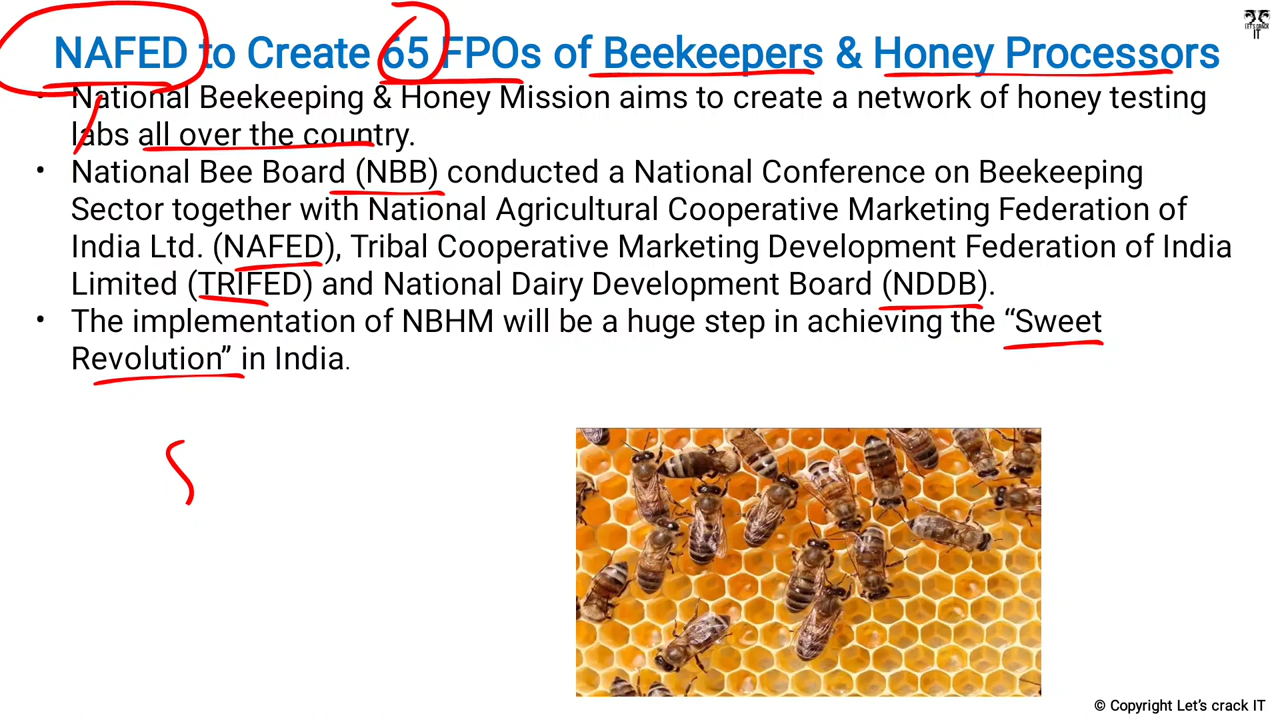 LET'S CRACK
IT
NAFED to Create 65 FPOs of Beekeepers & Honey Processors
• National Beekeeping & Honey Mission aims to create a network of honey testing
labs all over the country.
• National Bee Board (NBB) conducted a National Conference on Beekeeping
Sector together with National Agricultural Cooperative Marketing Federation of
India Ltd. (NAFED), Tribal Cooperative Marketing Development Federation of India
Limited (TRIFED) and National Dairy Development Board (NDDB).
• The implementation of NBHM will be a huge step in achieving the “Sweet
Revolution” in India.
© Copyright Let’s crack IT